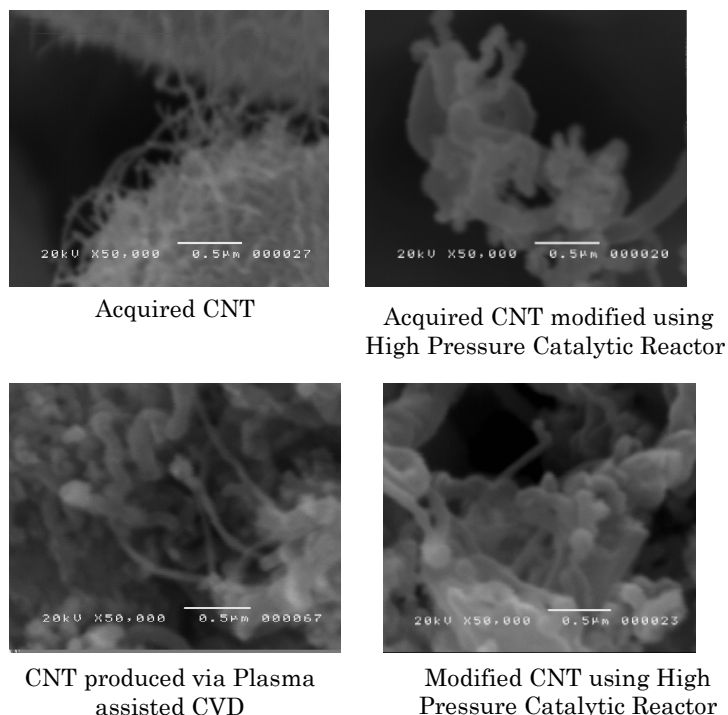 20kV X50,000 0.5µm 000027
20kV X50,000 0.5µm 000020
Acquired CNT
Acquired CNT modified using
High Pressure Catalytic Reactor
20kV X50,000 0.5µm 000067
20kV X50,000 0.5µm 000023
CNT produced via Plasma
assisted CVD
Modified CNT using High
Pressure Catalytic Reactor